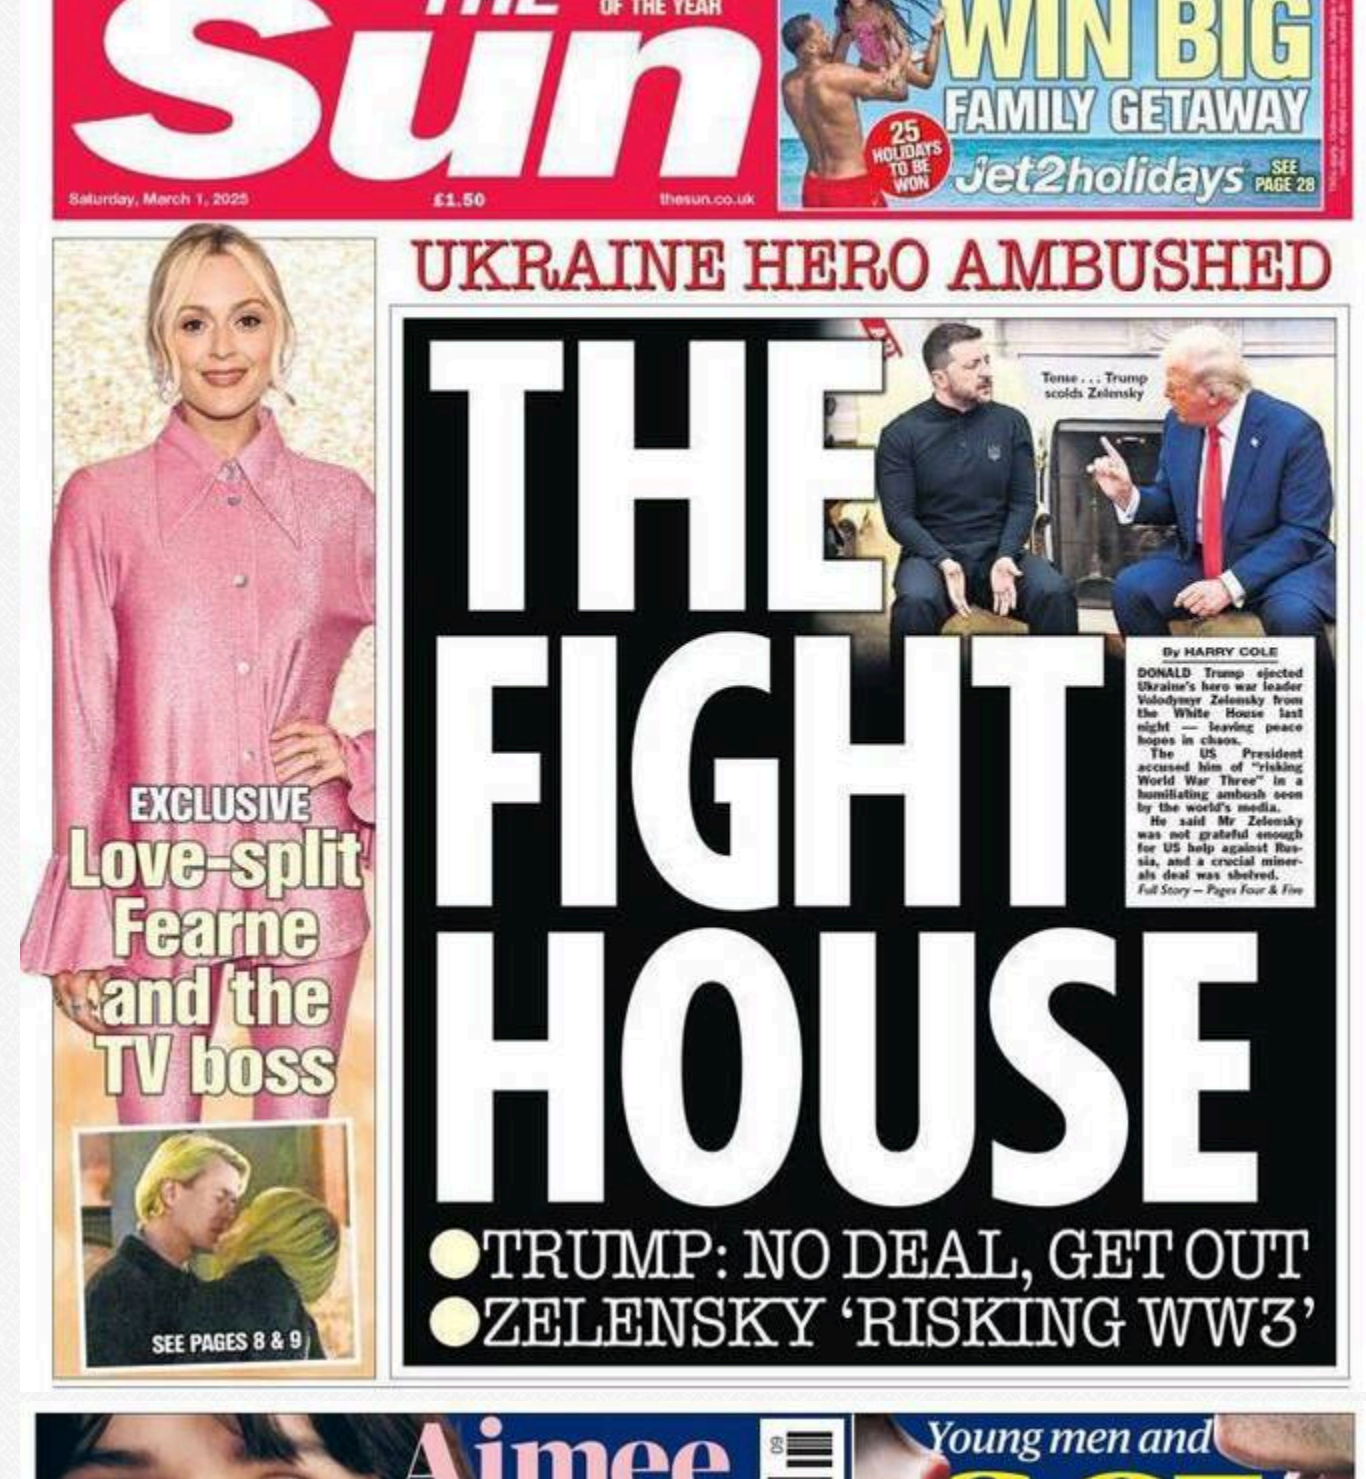 THE
OF THE YEAR
Sun
Saturday, March 1, 2025
£1.50
thesun.co.uk
WIN BIG
FAMILY GETAWAY
25
HOLIDAYS
TO BE
WON
Jet2holidays
SEE
PAGE 28
UKRAINE HERO AMBUSHED
THE
FIGHT
HOUSE
Tense . . . Trump
scolds Zelensky
By HARRY COLE
DONALD Trump ejected
Ukraine's hero war leader
Volodymyr Zelensky from
the White House last
night — leaving peace
hopes in chaos.
The US President
accused him of "risking
World War Three" in a
humiliating ambush seen
by the world's media.
He said Mr Zelensky
was not grateful enough
for US help against Rus-
sia, and a crucial miner-
als deal was shelved.
Full Story — Pages Four & Five
●TRUMP: NO DEAL, GET OUT
●ZELENSKY ‘RISKING WW3’
EXCLUSIVE
Love-split
Fearne
and the
TV boss
SEE PAGES 8 & 9
Aimee
09
Young men and